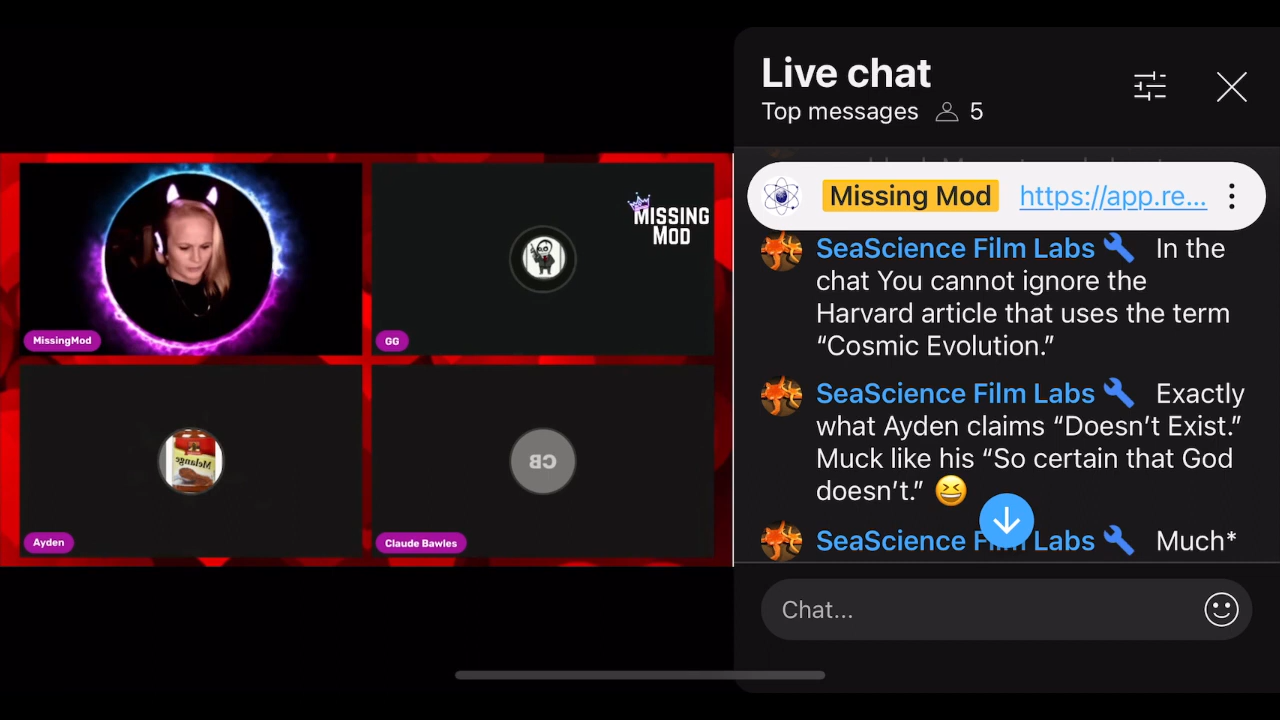 MISSING
MOD
MissingMod
GG
Melange
CB
Ayden
Claude Bawles
Live chat
Top messages 5
Missing Mod https://app.re...
SeaScience Film Labs 🔧 In the
chat You cannot ignore the
Harvard article that uses the term
“Cosmic Evolution.”
SeaScience Film Labs 🔧 Exactly
what Ayden claims “Doesn’t Exist.”
Muck like his “So certain that God
doesn’t.” 😆
SeaScience Film Labs 🔧 Much*
Chat...